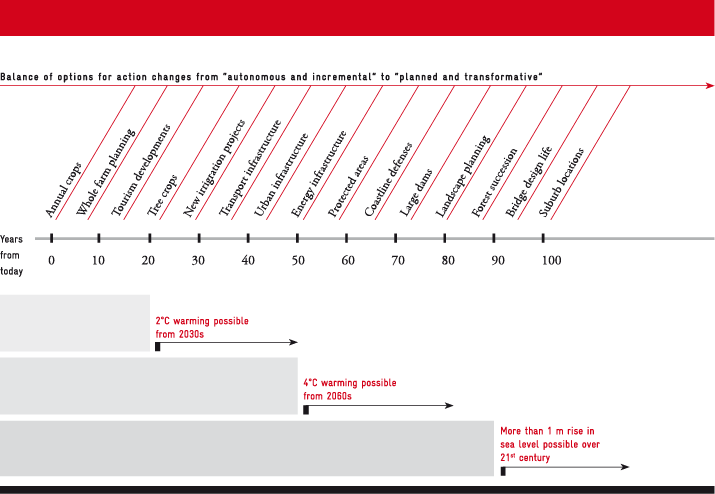 Balance of options for action changes from "autonomous and incremental" to "planned and transformative"
Annual crops
Whole farm planning
Tourism developments
Tree crops
New irrigration projects
Transport infrastructure
Urban infrastructure
Energy infrastructure
Protected areas
Coastline defenses
Large dams
Landscape planning
Forest succession
Bridge design life
Suburb locations
Years
from
today
0 10 20 30 40 50 60 70 80 90 100
2°C warming possible
from 2030s
4°C warming possible
from 2060s
More than 1 m rise in
sea level possible over
21st century